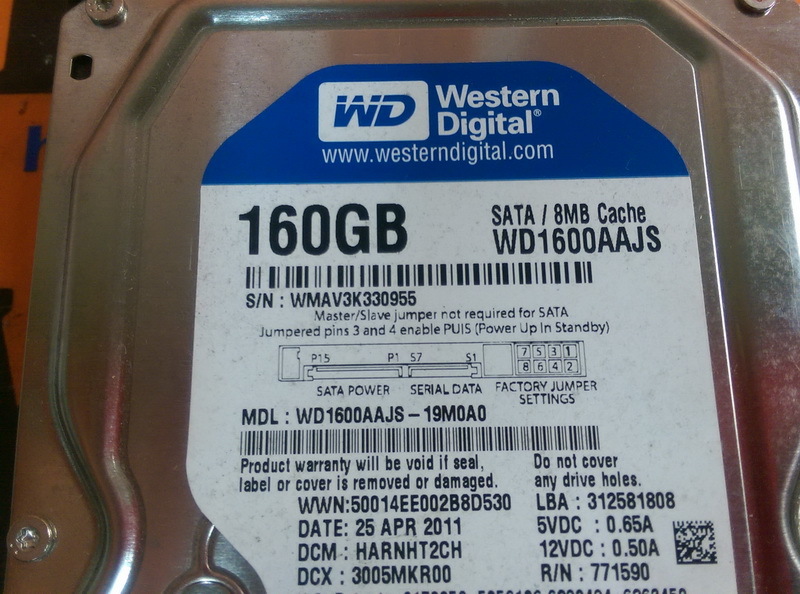 WD Western Digital®
www.westerndigital.com
160GB
SATA / 8MB Cache
WD1600AAJS
S/N : WMAV3K330955
Master/Slave jumper not required for SATA
Jumpered pins 3 and 4 enable PUIS (Power Up In Standby)
P15 P1 S7 S1 7 5 3 1
8 6 4 2
SATA POWER SERIAL DATA FACTORY JUMPER SETTINGS
MDL : WD1600AAJS-19M0A0
Product warranty will be void if seal,
label or cover is removed or damaged.
Do not cover
any drive holes.
WWN:50014EE002B8D530 LBA : 312581808
DATE: 25 APR 2011 5VDC : 0.65A
DCM : HARNHT2CH 12VDC : 0.50A
DCX : 3005MKR00 R/N : 771590